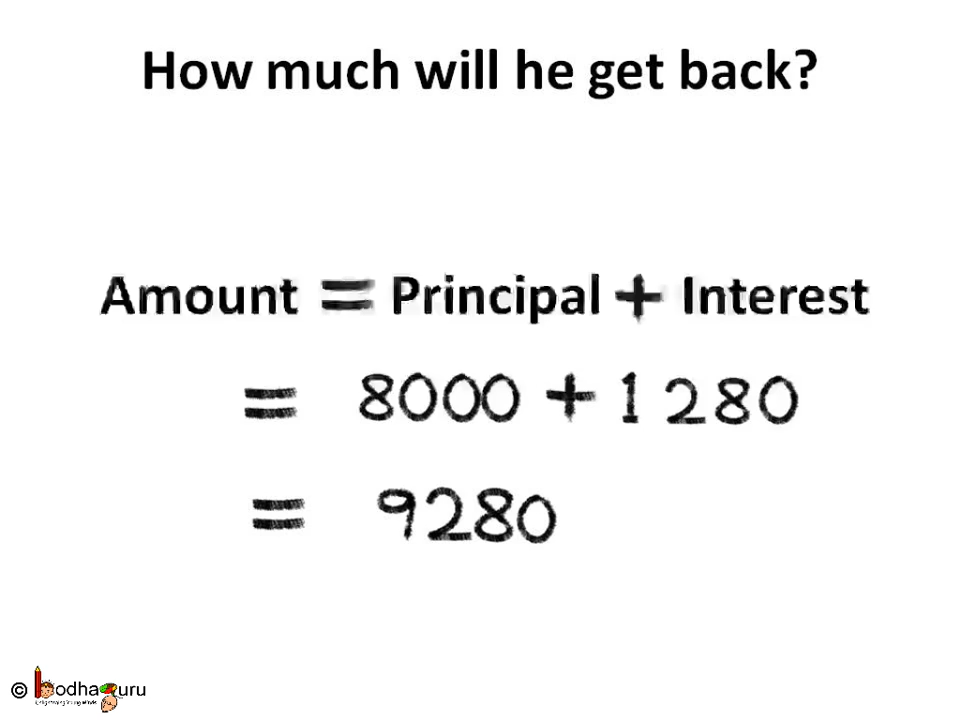 How much will he get back?
Amount = Principal + Interest
= 8000 + 1280
= 9280
© BodhaGuru